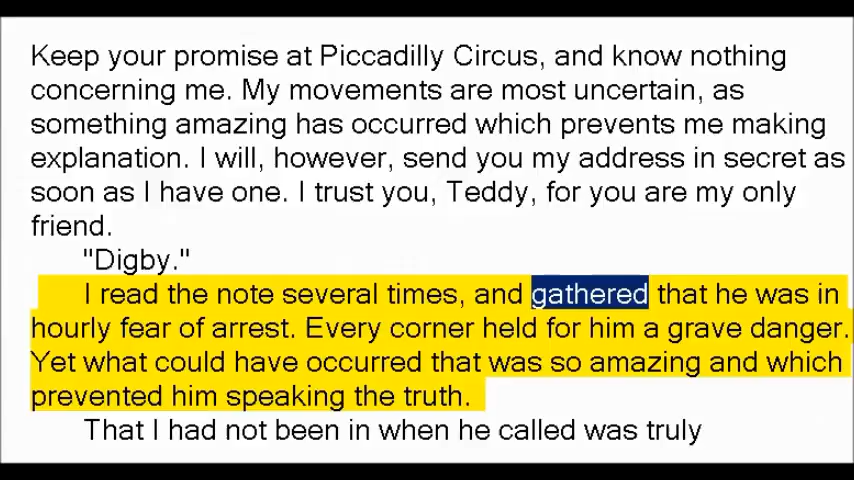 Keep your promise at Piccadilly Circus, and know nothing
concerning me. My movements are most uncertain, as
something amazing has occurred which prevents me making
explanation. I will, however, send you my address in secret as
soon as I have one. I trust you, Teddy, for you are my only
friend.
"Digby."
I read the note several times, and gathered that he was in
hourly fear of arrest. Every corner held for him a grave danger.
Yet what could have occurred that was so amazing and which
prevented him speaking the truth.
That I had not been in when he called was truly